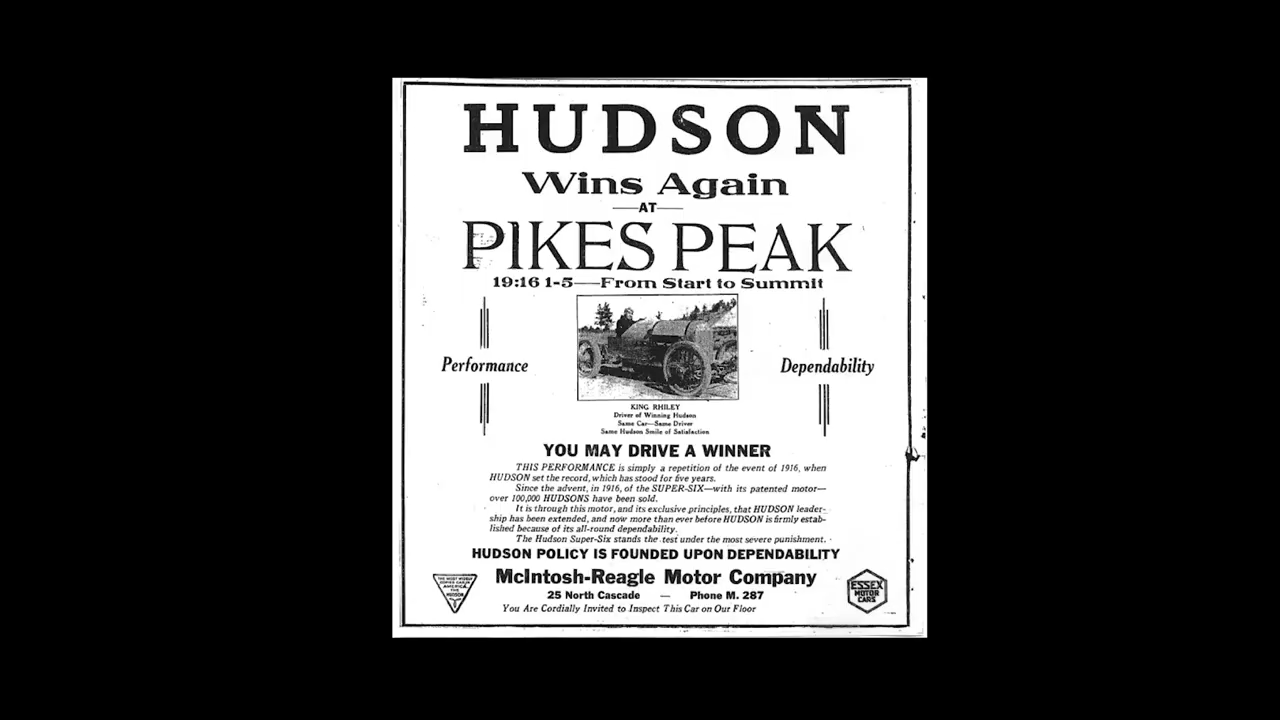 HUDSON
Wins Again
AT
PIKES PEAK
19:16 1-5—From Start to Summit
Performance
Dependability
KING RHILEY
Driver of Winning Hudson
Same Car—Same Driver
Same Hudson Smile of Satisfaction
YOU MAY DRIVE A WINNER
THIS PERFORMANCE is simply a repetition of the event of 1916, when
HUDSON set the record, which has stood for five years.
Since the advent, in 1916, of the SUPER-SIX—with its patented motor—
over 100,000 HUDSONS have been sold.
It is through this motor, and its exclusive principles, that HUDSON leader-
ship has been extended, and now more than ever before HUDSON is firmly estab-
lished because of its all-round dependability.
The Hudson Super-Six stands the test under the most severe punishment.
HUDSON POLICY IS FOUNDED UPON DEPENDABILITY
McIntosh-Reagle Motor Company
25 North Cascade — Phone M. 287
You Are Cordially Invited to Inspect This Car on Our Floor
AMERICA
THE
HUDSON
ESSEX
MOTOR
CARS